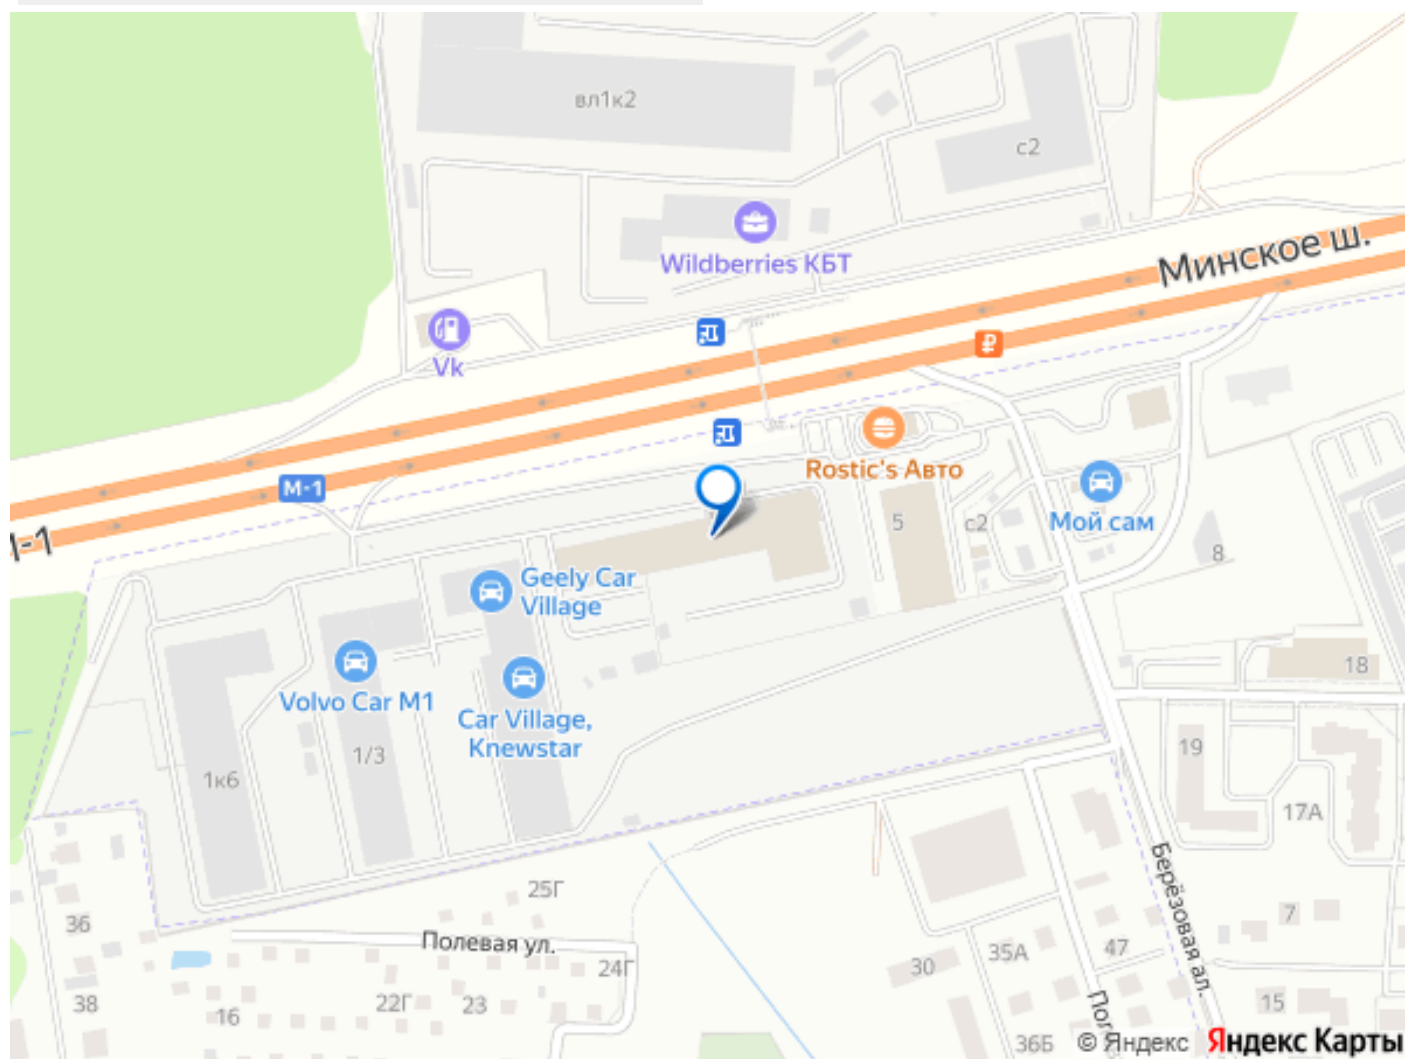 вл1к2
с2
Wildberries КБТ
Минское ш.
Vk
М-1
Rostic's Авто
5
с2
Мой сам
8
Geely Car
Village
Volvo Car M1
Car Village,
Knewstar
1/3
1к6
18
19
17А
Берёзовая ал.
25Г
7
36
Полевая ул.
24Г
30
35А
47
38
16
22Г
23
15
36Б
© Яндекс Яндекс Карты